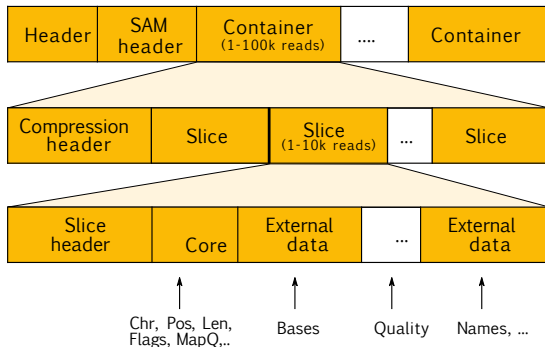 Header
SAM
header
Container
(1-100k reads)
....
Container
Compression
header
Slice
Slice
(1-10k reads)
...
Slice
Slice
header
Core
External
data
...
External
data
Chr, Pos, Len,
Flags, MapQ,..
Bases
Quality
Names, ...